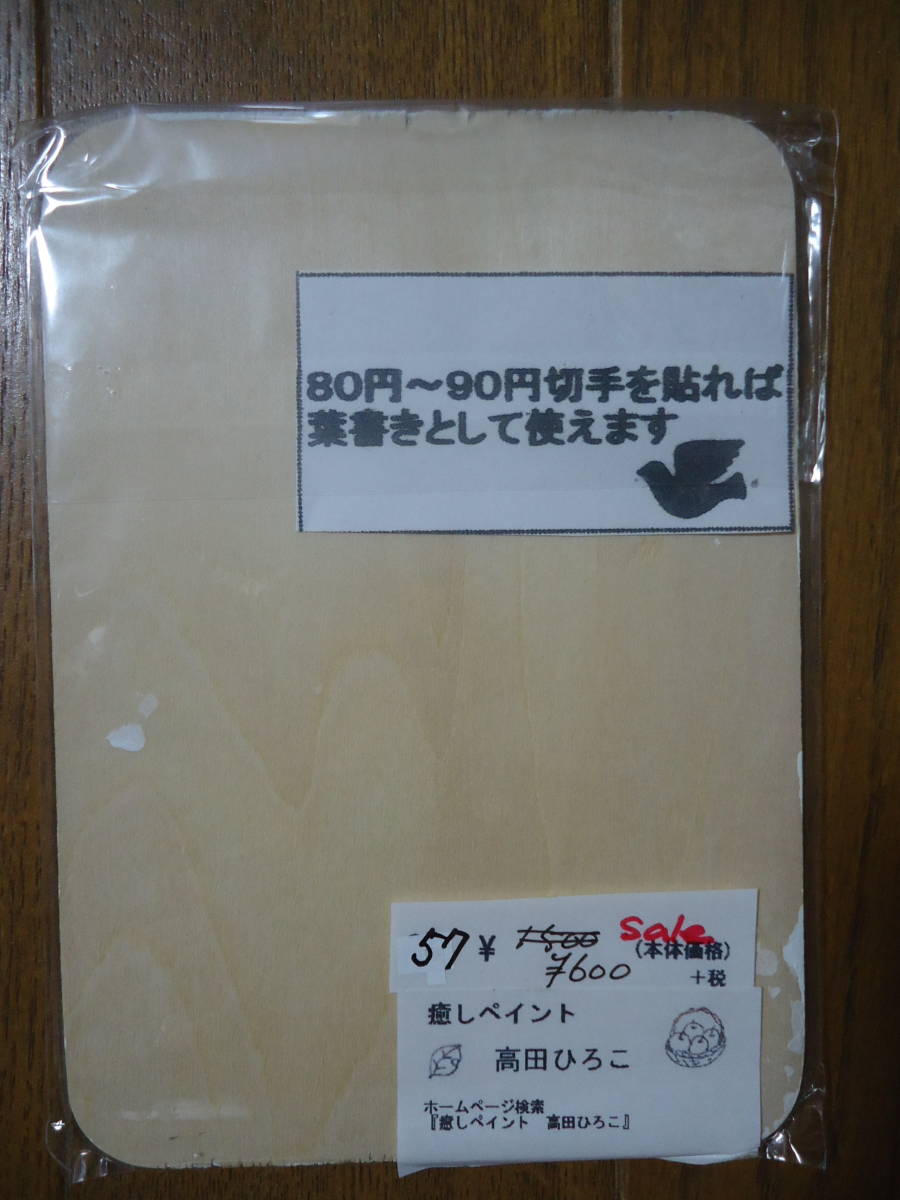 80円～90円切手を貼れば
葉書きとして使えます
57 ¥ 1500 Sale
(本体価格)
¥600 +税
癒しペイント
高田ひろこ
ホームページ検索
『癒しペイント 高田ひろこ』